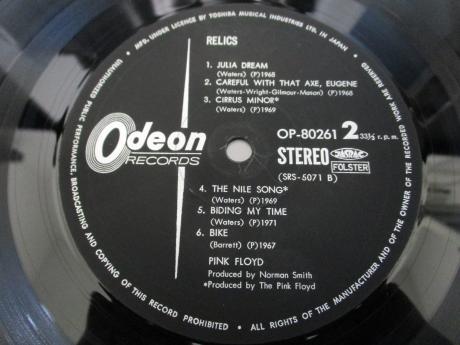 MFD. UNDER LICENCE BY TOSHIBA MUSICAL INDUSTRIES LTD. IN JAPAN. • ALL RIGHTS OF THE MANUFACTURER AND OF THE OWNER OF THE RECORDED WORK ARE RESERVED • UNAUTHORIZED PUBLIC PERFORMANCE, BROADCASTING AND COPYING OF THIS RECORD PROHIBITED •
RELICS
1. JULIA DREAM
(Waters) (P)1968
2. CAREFUL WITH THAT AXE, EUGENE
(Waters-Wright-Gilmour-Mason) (P)1968
3. CIRRUS MINOR*
(Waters) (P)1969
Odeon
RECORDS
OP-80261 2 33⅓ r.p.m.
STEREO
(SRS-5071 B)
FOLSTER
4. THE NILE SONG*
(Waters) (P)1969
5. BIDING MY TIME
(Waters) (P)1971
6. BIKE
(Barrett) (P)1967
PINK FLOYD
Produced by Norman Smith
*Produced by The Pink Floyd